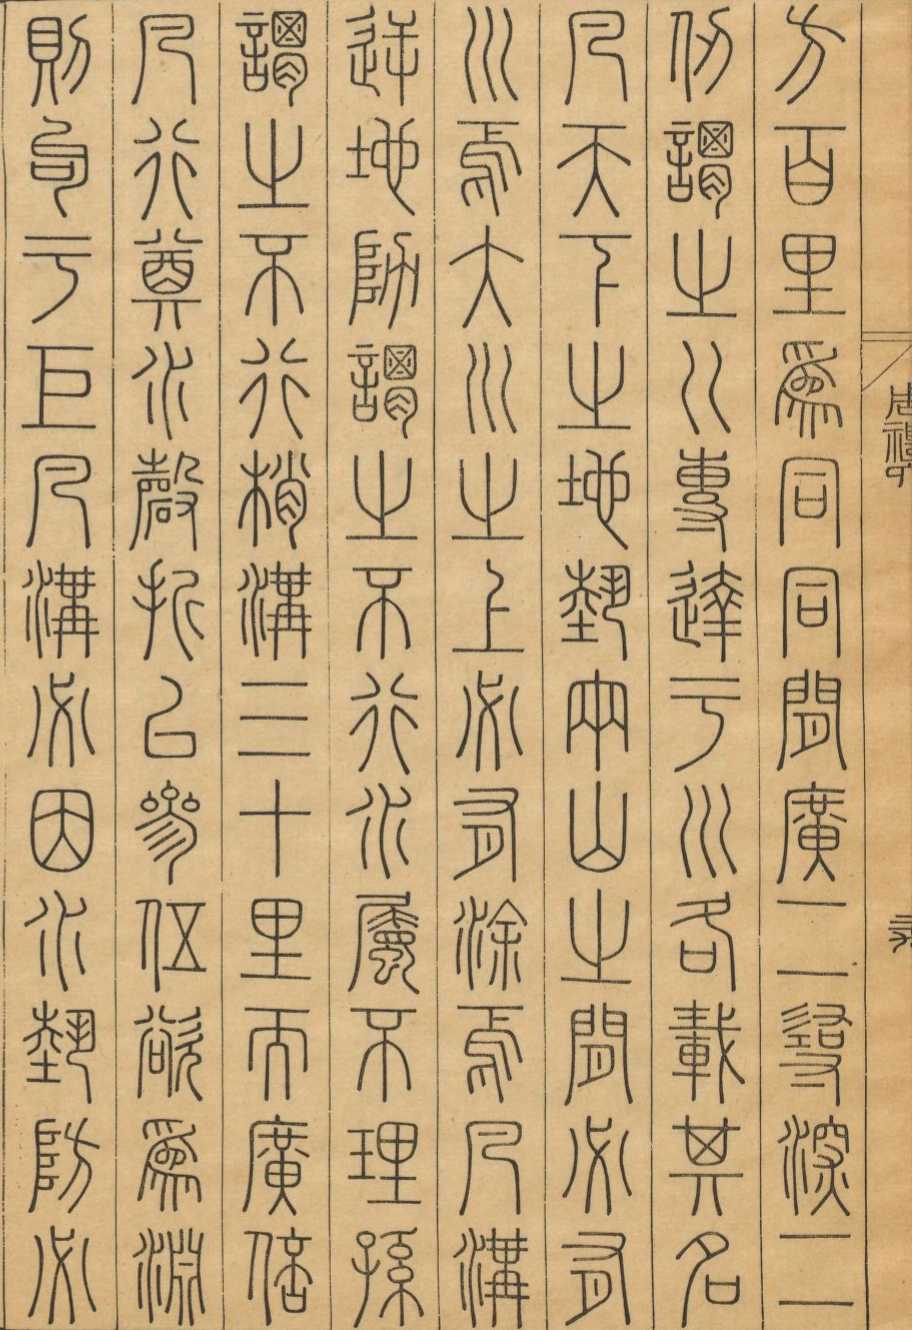 方百里爲同同間廣二尋深二
仞謂之巜專達于川各載其名
凡天下之地埶兩山之間必有
川焉大川之上必有涂焉凡溝
逆地阞謂之不行水屬不理孫
謂之不行梢溝三十里而廣倍
凡行奠水磬折以參伍欲爲淵
則句于巨凡溝必因水埶防必
周禮